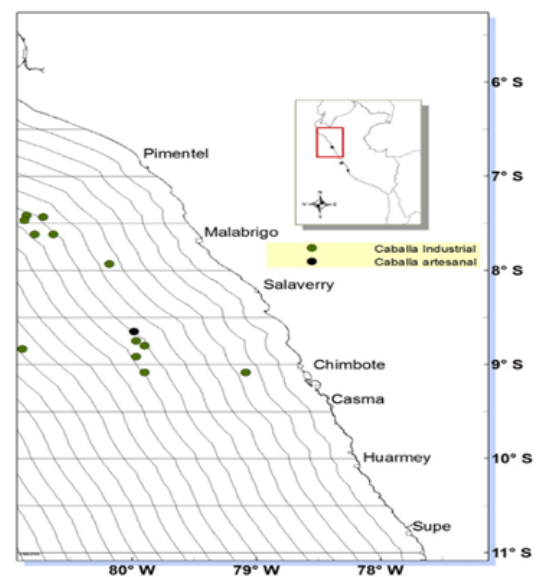 6° S
Pimentel
7° S
Malabrigo
Caballa Industrial
Caballa artesanal
8° S
Salaverry
Chimbote
9° S
Casma
Huarmey
10° S
Supe
11° S
80° W
79° W
78° W